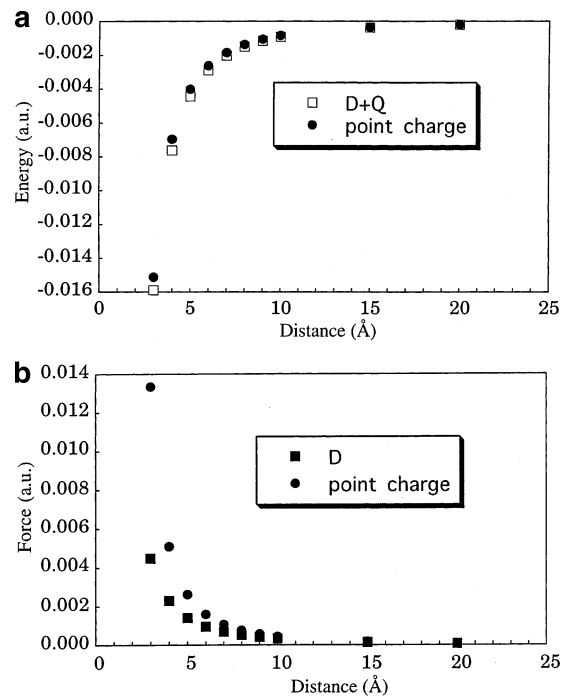 a
0.000
-0.002
-0.004
-0.006
-0.008
-0.010
-0.012
-0.014
-0.016
Energy (a.u.)
D+Q
point charge
0 5 10 15 20 25
Distance (Å)
b
0.014
0.012
0.010
0.008
0.006
0.004
0.002
0.000
Force (a.u.)
D
point charge
0 5 10 15 20 25
Distance (Å)